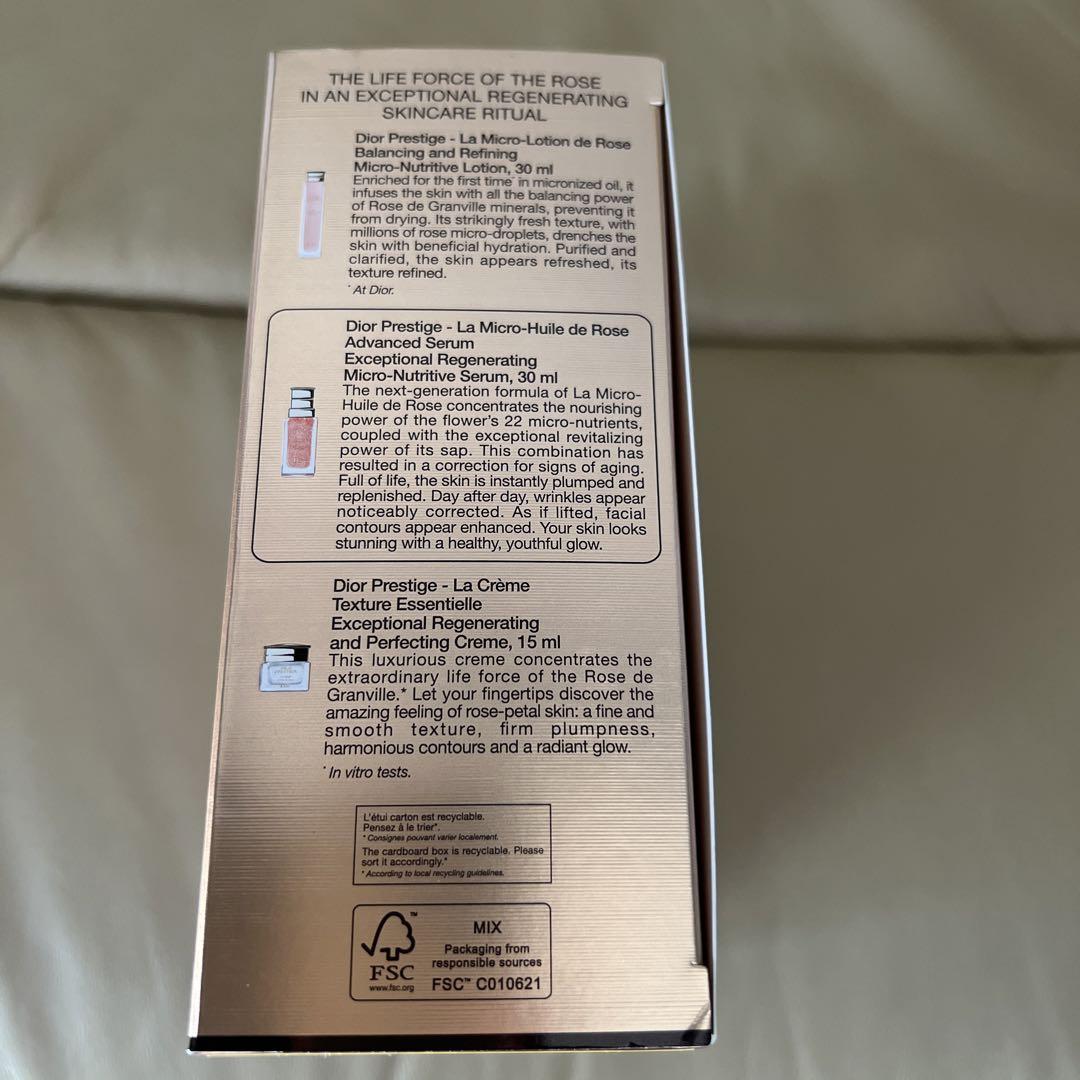 THE LIFE FORCE OF THE ROSE
IN AN EXCEPTIONAL REGENERATING
SKINCARE RITUAL
Dior Prestige - La Micro-Lotion de Rose
Balancing and Refining
Micro-Nutritive Lotion, 30 ml
Enriched for the first time* in micronized oil, it
infuses the skin with all the balancing power
of Rose de Granville minerals, preventing it
from drying. Its strikingly fresh texture, with
millions of rose micro-droplets, drenches the
skin with beneficial hydration. Purified and
clarified, the skin appears refreshed, its
texture refined.
* At Dior.
Dior Prestige - La Micro-Huile de Rose
Advanced Serum
Exceptional Regenerating
Micro-Nutritive Serum, 30 ml
The next-generation formula of La Micro-
Huile de Rose concentrates the nourishing
power of the flower's 22 micro-nutrients,
coupled with the exceptional revitalizing
power of its sap. This combination has
resulted in a correction for signs of aging.
Full of life, the skin is instantly plumped and
replenished. Day after day, wrinkles appear
noticeably corrected. As if lifted, facial
contours appear enhanced. Your skin looks
stunning with a healthy, youthful glow.
Dior Prestige - La Crème
Texture Essentielle
Exceptional Regenerating
and Perfecting Creme, 15 ml
This luxurious creme concentrates the
extraordinary life force of the Rose de
Granville.* Let your fingertips discover the
amazing feeling of rose-petal skin: a fine and
smooth texture, firm plumpness,
harmonious contours and a radiant glow.
* In vitro tests.
L'étui carton est recyclable.
Pensez à le trier*.
* Consignes pouvant varier localement.
The cardboard box is recyclable. Please
sort it accordingly.*
* According to local recycling guidelines.
FSC
www.fsc.org
MIX
Packaging from
responsible sources
FSC™ C010621